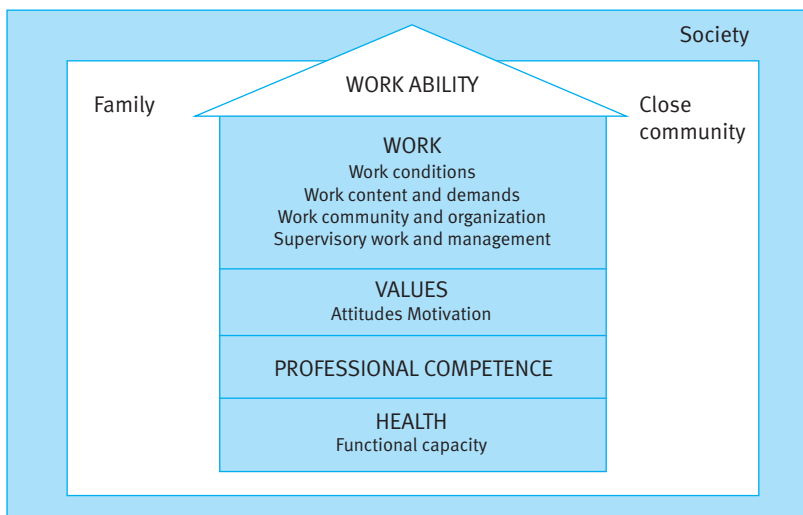 Society
WORK ABILITY
Family
Close
community
WORK
Work conditions
Work content and demands
Work community and organization
Supervisory work and management
VALUES
Attitudes Motivation
PROFESSIONAL COMPETENCE
HEALTH
Functional capacity